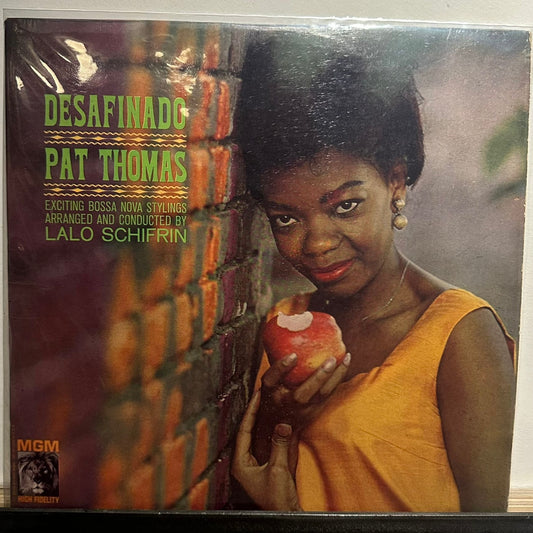 DESAFINADO
PAT THOMAS
EXCITING BOSSA NOVA STYLINGS
ARRANGED AND CONDUCTED BY
LALO SCHIFRIN
MGM
HIGH FIDELITY